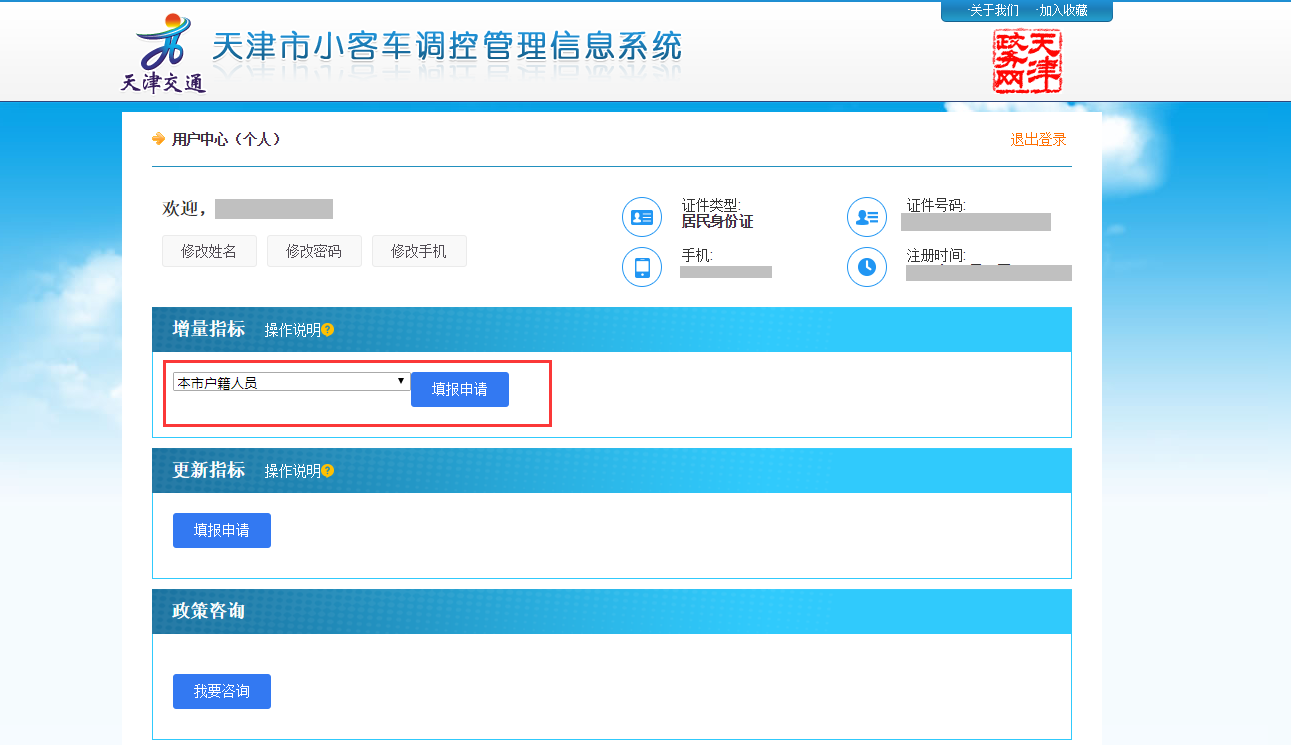 ·关于我们 ·加入收藏
天津市小客车调控管理信息系统
天津交通
天津
政务网
用户中心（个人）
退出登录
欢迎，
修改姓名 修改密码 修改手机
证件类型:
居民身份证
证件号码:
手机:
注册时间:
增量指标 操作说明?
本市户籍人员 填报申请
更新指标 操作说明?
填报申请
政策咨询
我要咨询